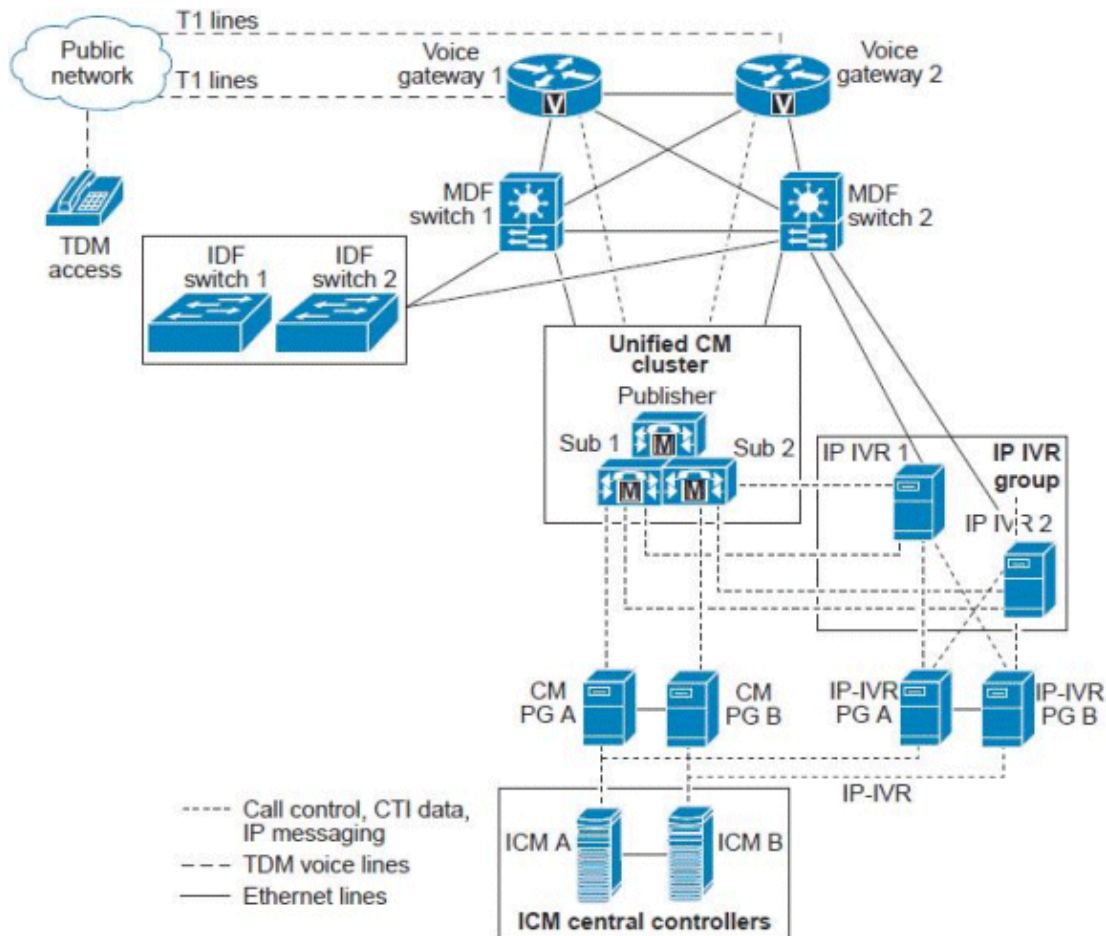 T1 lines
Public
network
T1 lines
Voice
gateway 1
Voice
gateway 2
V
V
TDM
access
MDF
switch 1
MDF
switch 2
IDF
switch 1
IDF
switch 2
Unified CM
cluster
Publisher
Sub 1
Sub 2
M
M
M
IP IVR 1
IP IVR
group
IP IVR 2
CM
PG A
CM
PG B
IP-IVR
PG A
IP-IVR
PG B
IP-IVR
ICM A
ICM B
ICM central controllers
Call control, CTI data,
IP messaging
TDM voice lines
Ethernet lines